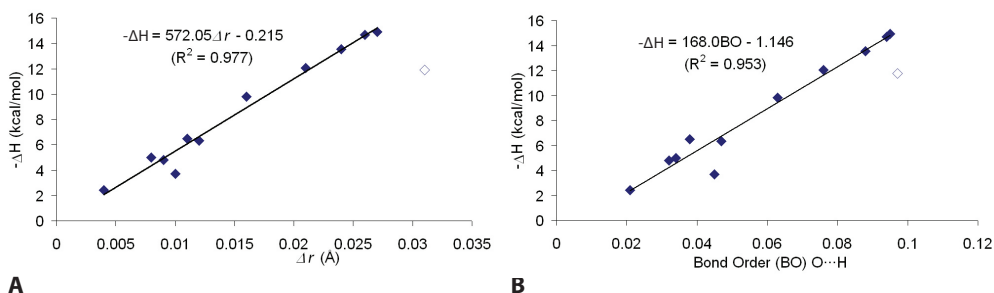 16
14
12
10
8
6
4
2
0
-ΔH (kcal/mol)
-ΔH = 572.05Δr - 0.215
(R² = 0.977)
0 0.005 0.01 0.015 0.02 0.025 0.03 0.035
Δr (A)
A
16
14
12
10
8
6
4
2
0
-ΔH (kcal/mol)
-ΔH = 168.0BO - 1.146
(R² = 0.953)
0 0.02 0.04 0.06 0.08 0.1 0.12
Bond Order (BO) O···H
B